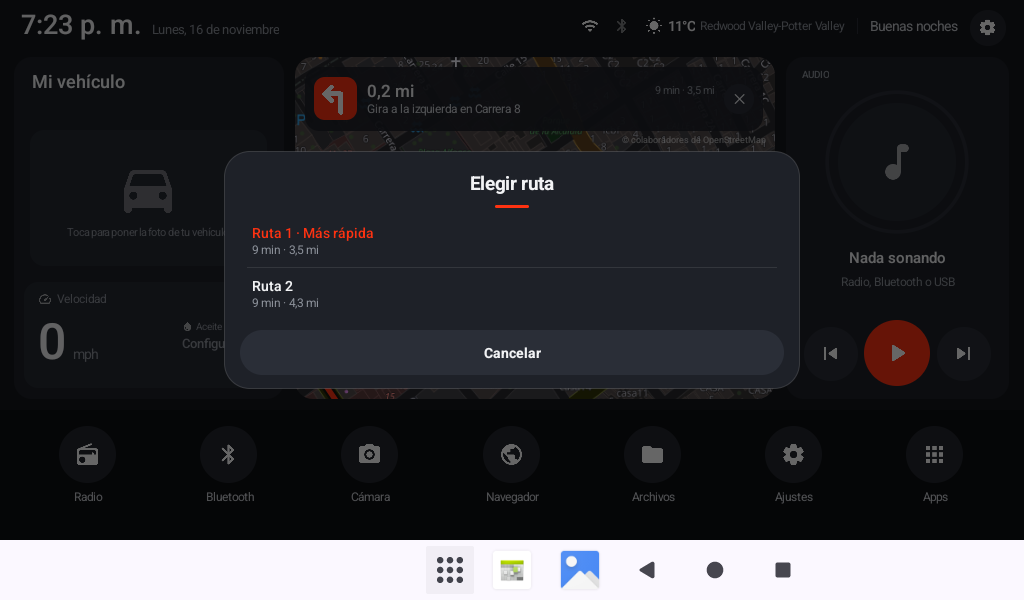 7:23 p. m.
Lunes, 16 de noviembre
11°C Redwood Valley-Potter Valley
Buenas noches
Mi vehículo
Toca para poner la foto de tu vehícul
Velocidad
0 mph
Aceite
Configu
0,2 mi
Gira a la izquierda en Carrera 8
9 min · 3,5 mi
© colaboradores de OpenStreetMap
Elegir ruta
Ruta 1 · Más rápida
9 min · 3,5 mi
Ruta 2
9 min · 4,3 mi
Cancelar
AUDIO
Nada sonando
Radio, Bluetooth o USB
Radio
Bluetooth
Cámara
Navegador
Archivos
Ajustes
Apps